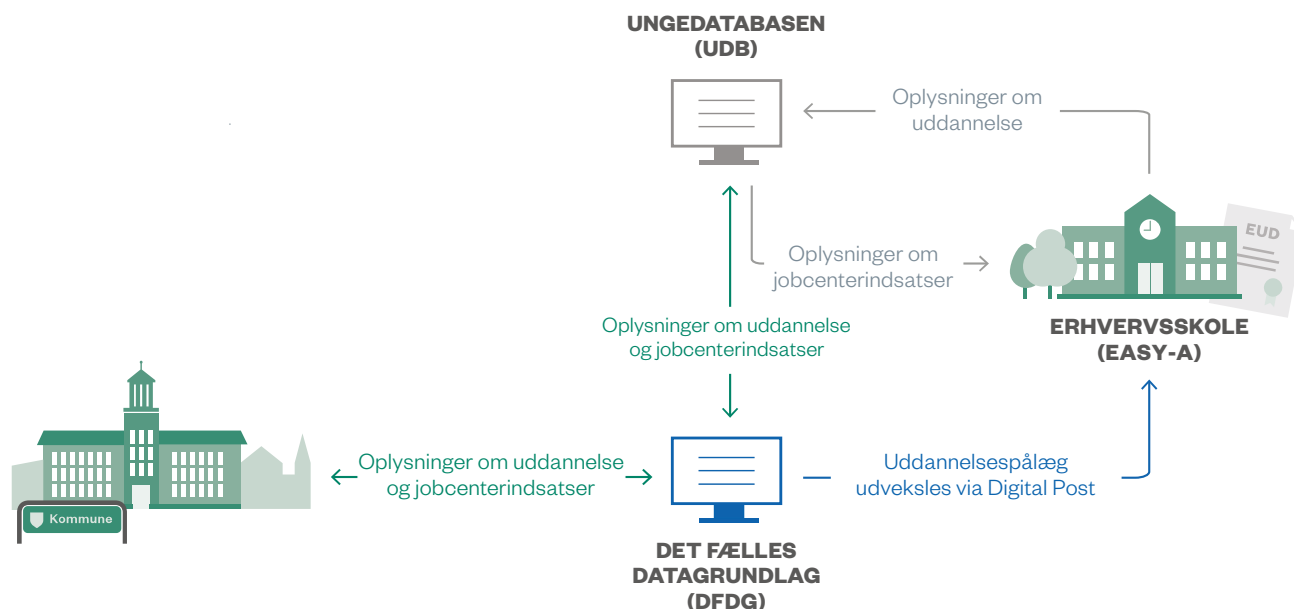 UNGEDATABASEN
(UDB)
Oplysninger om
uddannelse
EUD
Oplysninger om
jobcenterindsatser
ERHVERVSSKOLE
(EASY-A)
Oplysninger om uddannelse
og jobcenterindsatser
Oplysninger om uddannelse
og jobcenterindsatser
Uddannelsespålæg
udveksles via Digital Post
Kommune
DET FÆLLES
DATAGRUNDLAG
(DFDG)